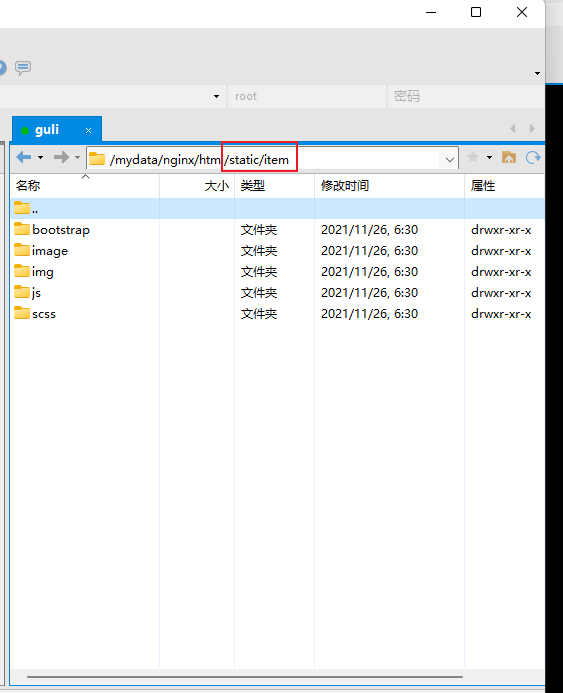 root 密码
guli ×
/mydata/nginx/htm/static/item
名称 大小 类型 修改时间 属性
..
bootstrap 文件夹 2021/11/26, 6:30 drwxr-xr-x
image 文件夹 2021/11/26, 6:30 drwxr-xr-x
img 文件夹 2021/11/26, 6:30 drwxr-xr-x
js 文件夹 2021/11/26, 6:30 drwxr-xr-x
scss 文件夹 2021/11/26, 6:30 drwxr-xr-x